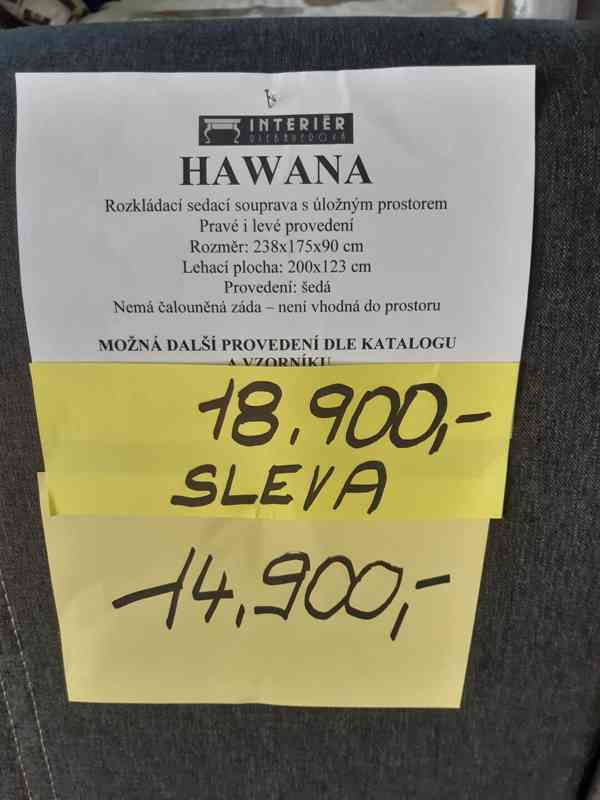 INTERIÉR
HAWANA
Rozkládací sedací souprava s úložným prostorem
Pravé i levé provedení
Rozměr: 238x175x90 cm
Lehací plocha: 200x123 cm
Provedení: šedá
Nemá čalouněná záda – není vhodná do prostoru
MOŽNÁ DALŠÍ PROVEDENÍ DLE KATALOGU
A VZORNÍKU
18.900,-
SLEVA
14.900,-